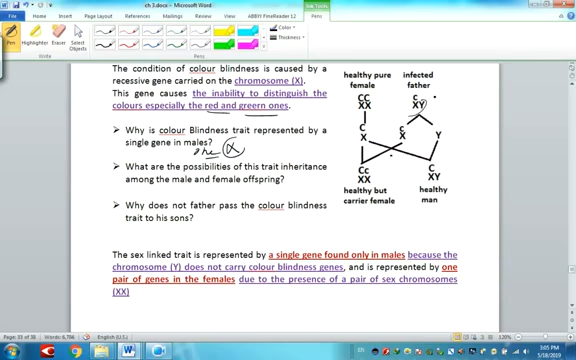 ch 3.docx - Microsoft Word
Ink Tools
File
Home
Insert
Page Layout
References
Mailings
Review
View
ABBYY FineReader 12
Pens
Pen
Highlighter
Eraser
Select
Objects
Color
Thickness
Write
Pens
The condition of colour blindness is caused by a
recessive gene carried on the chromosome (X)
This gene causes the inability to distinguish the
colours especially the red and greern ones.
➢ Why is colour Blindness trait represented by a
single gene in males?
one X
➢ What are the possibilities of this trait inheritance
among the male and female offspring?
➢ Why does not father pass the colour blindness
trait to his sons?
healthy pure
female
infected
father
CC
XX
C
XY
C
X
C
X
Y
Cc
XX
C
XY
healthy but
carrier female
healthy
man
The sex linked trait is represented by a single gene found only in males because the
chromosome (Y) does not carry colour blindness genes, and is represented by one
pair of genes in the females due to the presence of a pair of sex chromosomes
(XX)
Page: 33 of 38
Words: 6,786
English (U.S.)
120%
EN
3:05 PM
5/18/2019